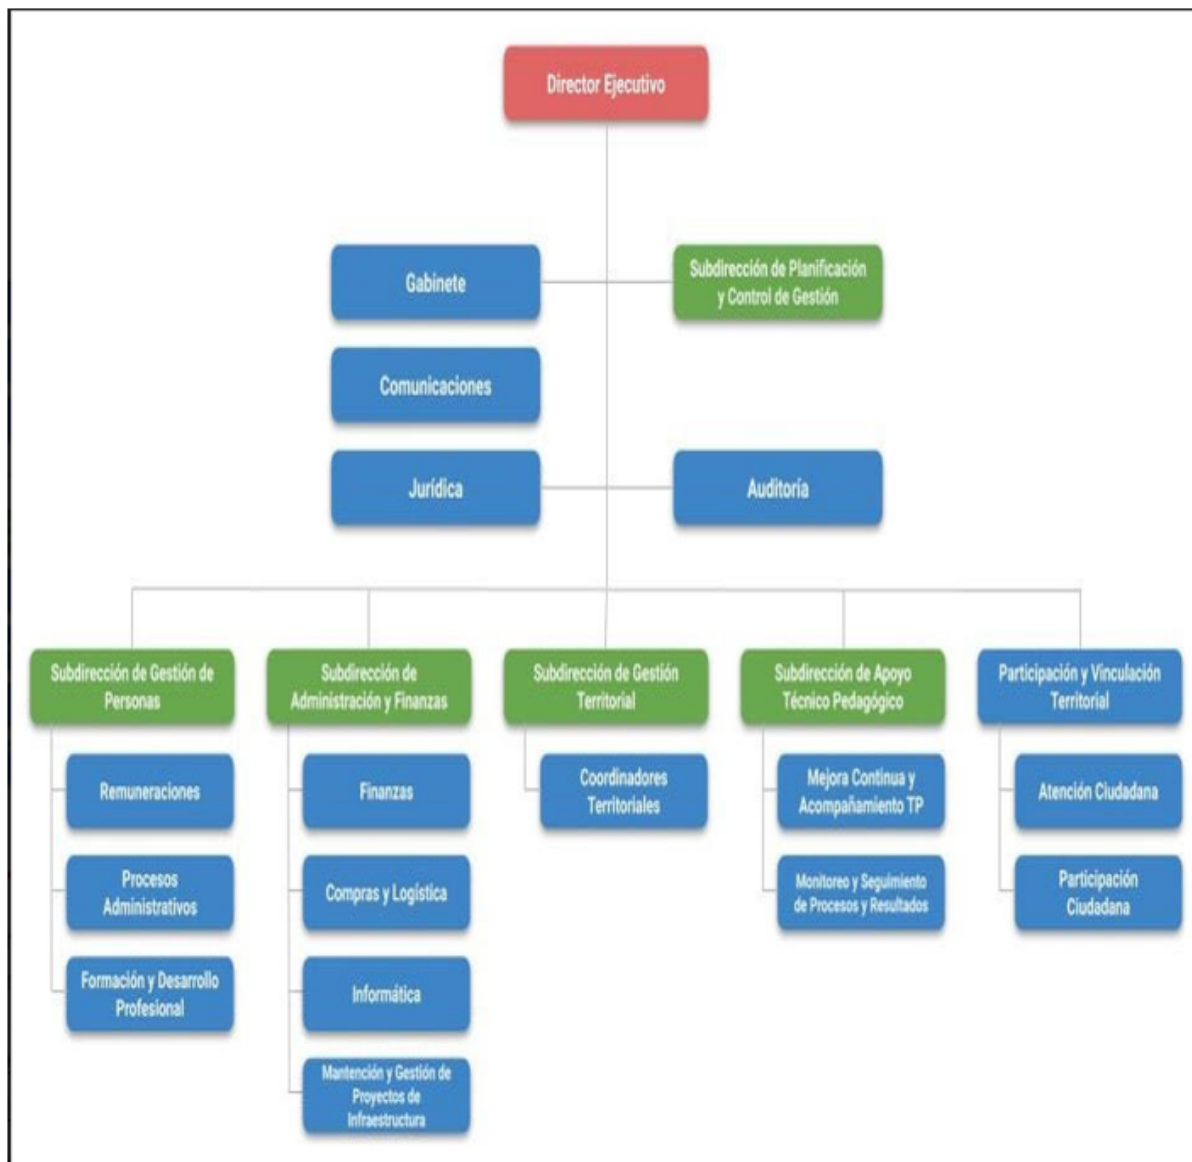 Director Ejecutivo
Gabinete
Subdirección de Planificación
y Control de Gestión
Comunicaciones
Jurídica
Auditoría
Subdirección de Gestión de
Personas
Subdirección de
Administración y Finanzas
Subdirección de Gestión
Territorial
Subdirección de Apoyo
Técnico Pedagógico
Participación y Vinculación
Territorial
Remuneraciones
Finanzas
Coordinadores
Territoriales
Mejora Continua y
Acompañamiento TP
Atención Ciudadana
Procesos
Administrativos
Compras y Logística
Monitoreo y Seguimiento
de Procesos y Resultados
Participación
Ciudadana
Formación y Desarrollo
Profesional
Informática
Mantención y Gestión de
Proyectos de
Infraestructura